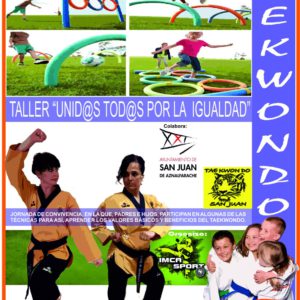 EKWONDO
TALLER "UNID@S TOD@S POR LA IGUALDAD"
Colabora:
AYUNTAMIENTO DE
SAN JUAN
DE AZNALFARACHE
TAE KWON DO
SAN JUAN
JORNADA DE CONVIVENCIA, EN LA QUE, PADRES E HIJOS PARTICIPAN EN ALGUNAS DE LAS
TÉCNICAS PARA ASÍ, APRENDER LOS VALORES BÁSICOS Y BENEFICIOS DEL TAEKWONDO.
Organiza:
IMCR
SPORT